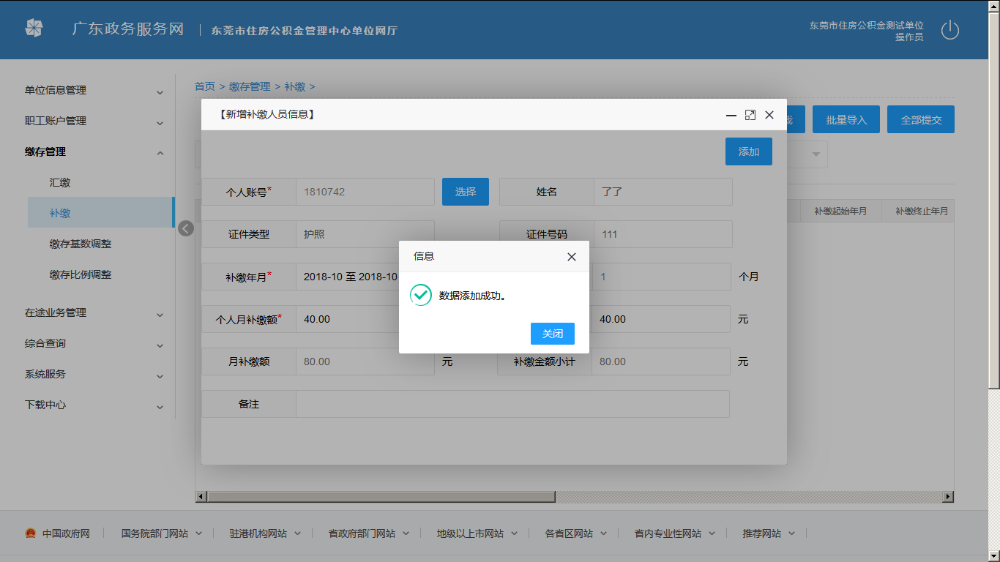 广东政务服务网 | 东莞市住房公积金管理中心单位网厅
东莞市住房公积金测试单位
操作员
单位信息管理
职工账户管理
缴存管理
汇缴
补缴
缴存基数调整
缴存比例调整
在途业务管理
综合查询
系统服务
下载中心
首页 > 缴存管理 > 补缴 >
批量导入 全部提交
补缴起始年月 补缴终止年月
【新增补缴人员信息】
添加
个人账号* 1810742 选择 姓名 了了
证件类型 护照 证件号码 111
补缴年月* 2018-10 至 2018-10 1 个月
个人月补缴额* 40.00 40.00 元
月补缴额 80.00 元 补缴金额小计 80.00 元
备注
信息
数据添加成功。
关闭
中国政府网 国务院部门网站 驻港机构网站 省政府部门网站 地级以上市网站 各省区网站 省内专业性网站 推荐网站